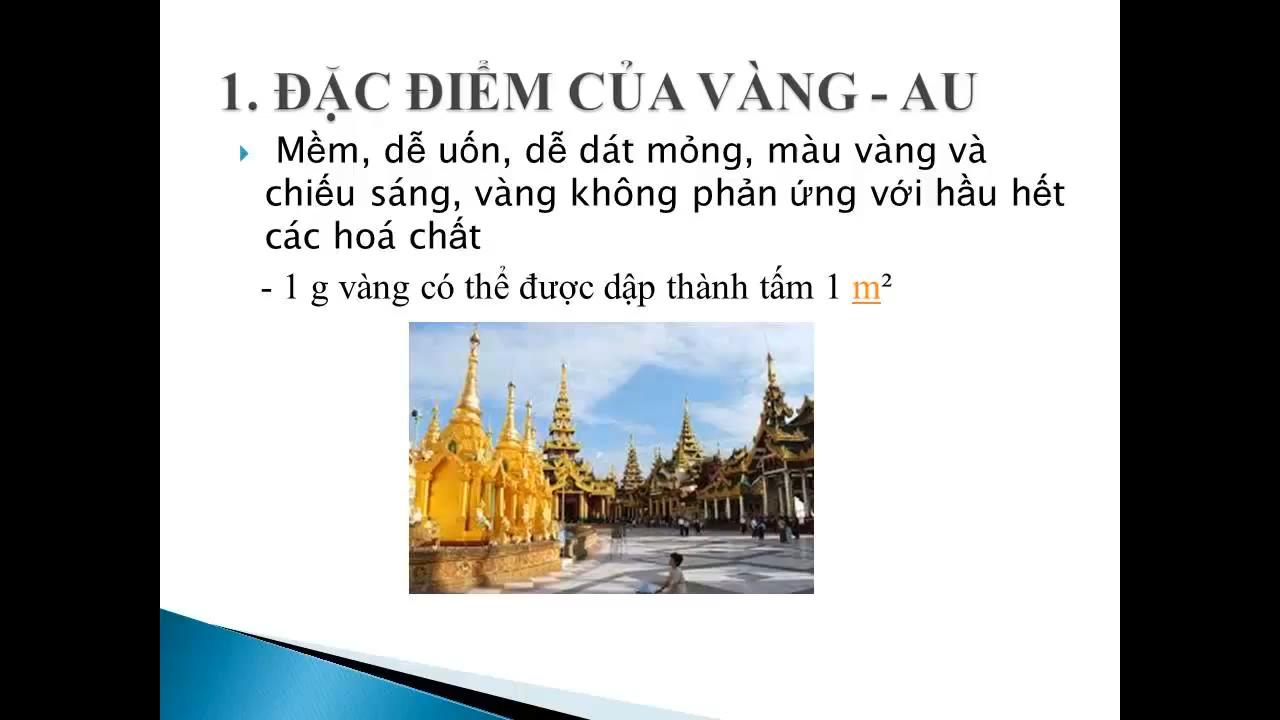 1. ĐẶC ĐIỂM CỦA VÀNG - AU
Mềm, dễ uốn, dễ dát mỏng, màu vàng và
chiếu sáng, vàng không phản ứng với hầu hết
các hoá chất
- 1 g vàng có thể được dập thành tấm 1 m²